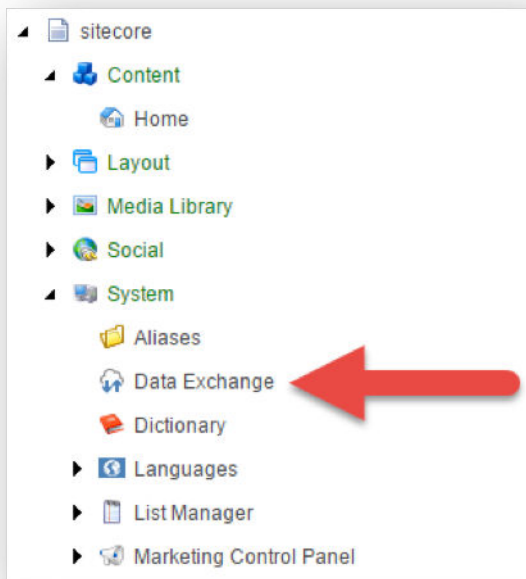 sitecore
Content
Home
Layout
Media Library
Social
System
Aliases
Data Exchange
Dictionary
Languages
List Manager
Marketing Control Panel